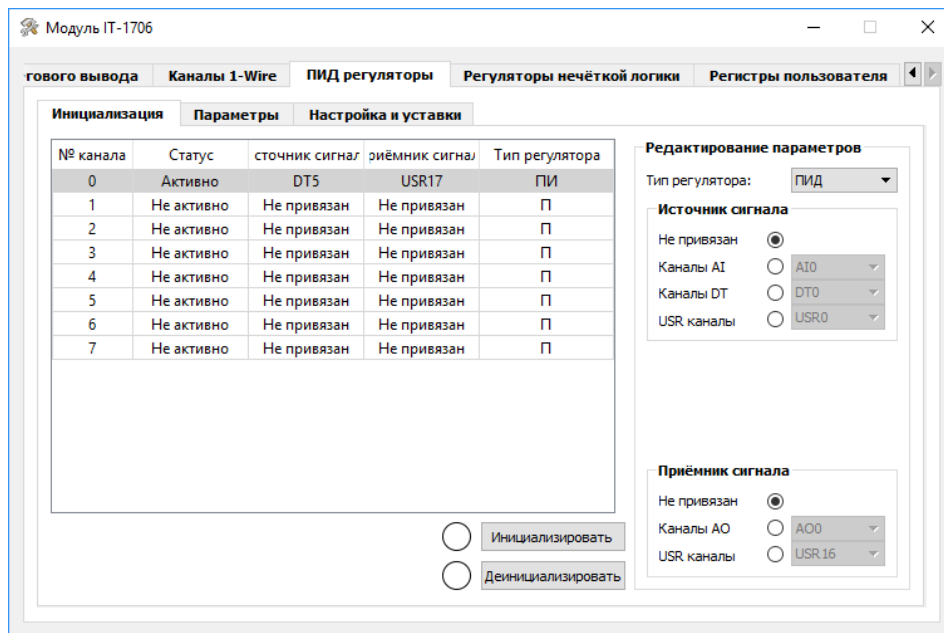 Модуль IT-1706
гового вывода Каналы 1-Wire ПИД регуляторы Регуляторы нечёткой логики Регистры пользователя
Инициализация Параметры Настройка и уставки
№ канала Статус сточник сигнал риёмник сигнал Тип регулятора
0 Активно DT5 USR17 ПИ
1 Не активно Не привязан Не привязан П
2 Не активно Не привязан Не привязан П
3 Не активно Не привязан Не привязан П
4 Не активно Не привязан Не привязан П
5 Не активно Не привязан Не привязан П
6 Не активно Не привязан Не привязан П
7 Не активно Не привязан Не привязан П
Редактирование параметров
Тип регулятора: ПИД
Источник сигнала
Не привязан
Каналы AI AI0
Каналы DT DT0
USR каналы USR0
Приёмник сигнала
Не привязан
Каналы AO AO0
USR каналы USR16
Инициализировать
Деинициализировать